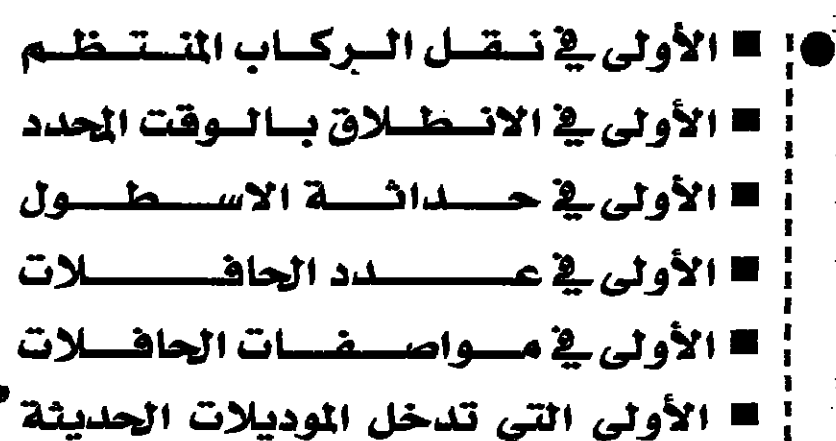 ■ الأولى في نقل الركاب المنتظم
■ الأولى في الانطلاق بالوقت المحدد
■ الأولى في حداثة الاسطول
■ الأولى في عدد الحافلات
■ الأولى في مواصفات الحافلات
■ الأولى التي تدخل الموديلات الحديثة